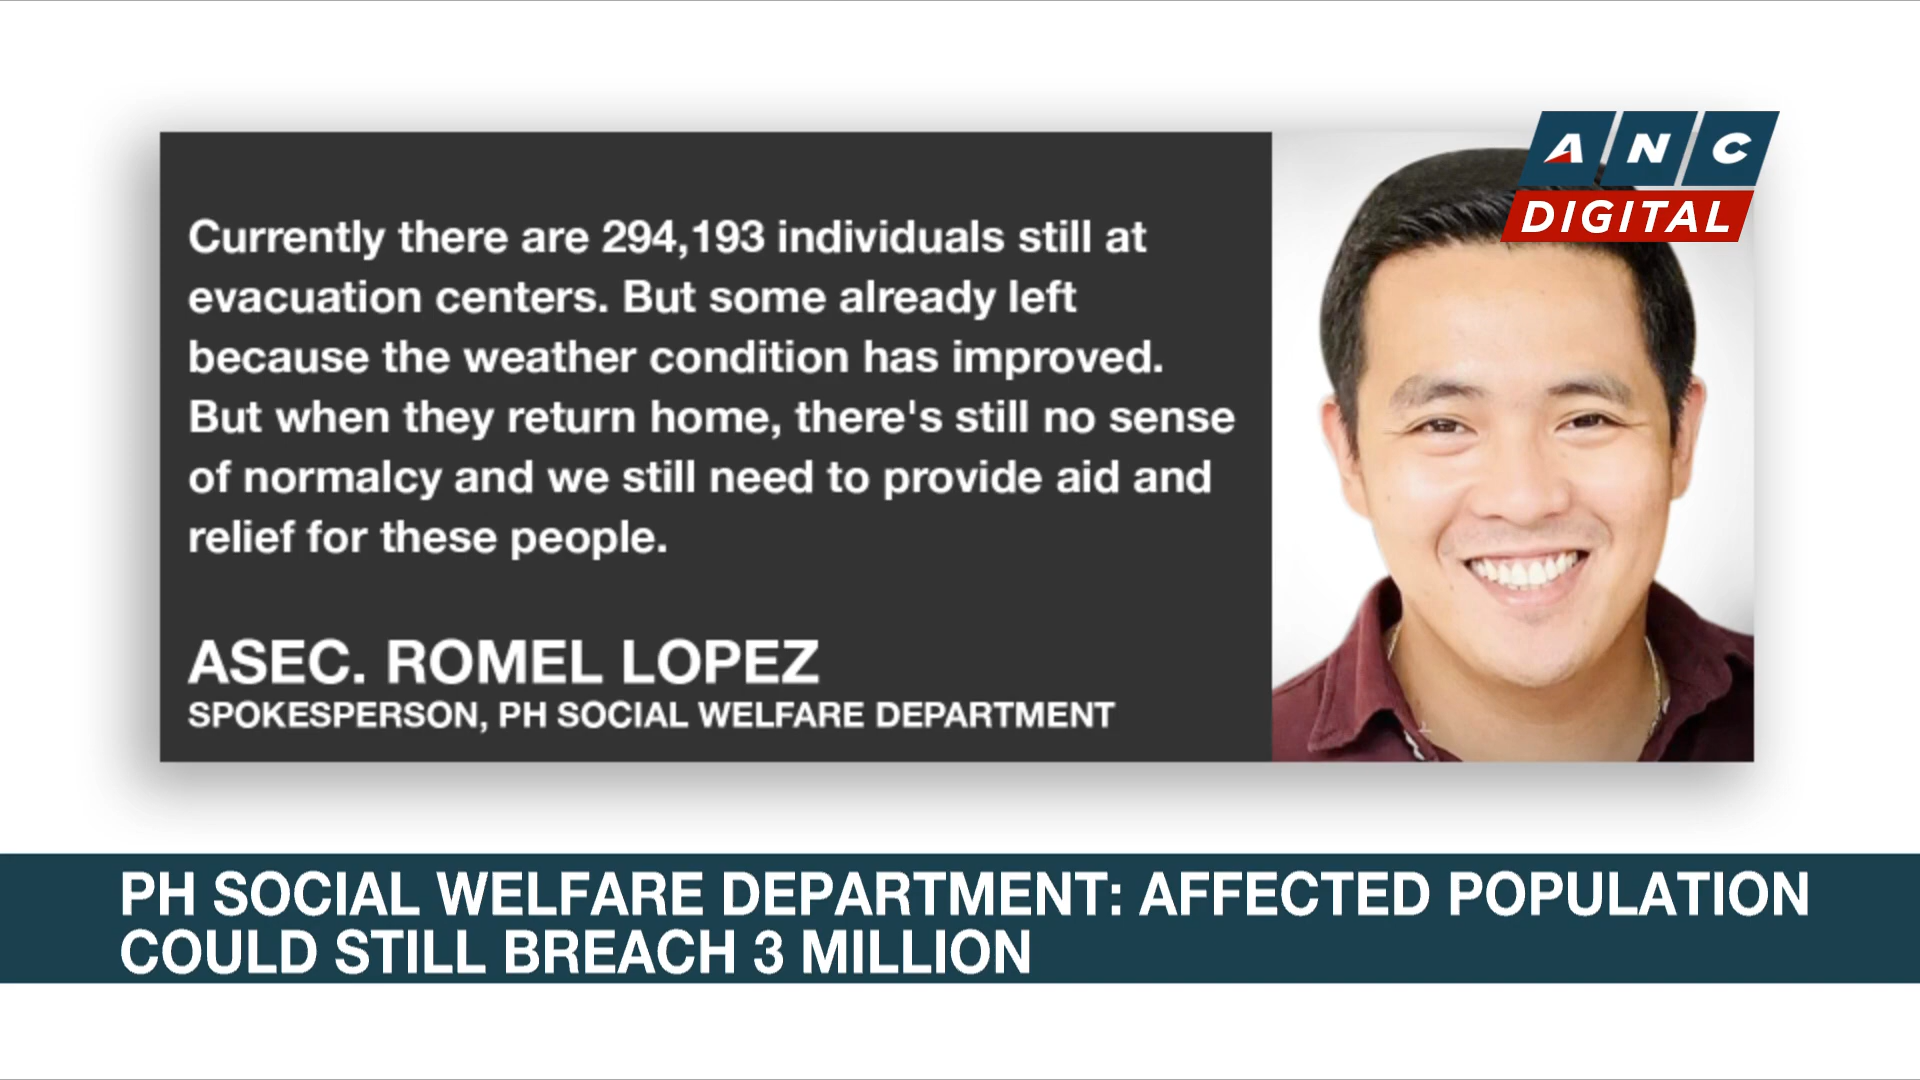 ANC
DIGITAL
Currently there are 294,193 individuals still at
evacuation centers. But some already left
because the weather condition has improved.
But when they return home, there's still no sense
of normalcy and we still need to provide aid and
relief for these people.
ASEC. ROMEL LOPEZ
SPOKESPERSON, PH SOCIAL WELFARE DEPARTMENT
PH SOCIAL WELFARE DEPARTMENT: AFFECTED POPULATION
COULD STILL BREACH 3 MILLION